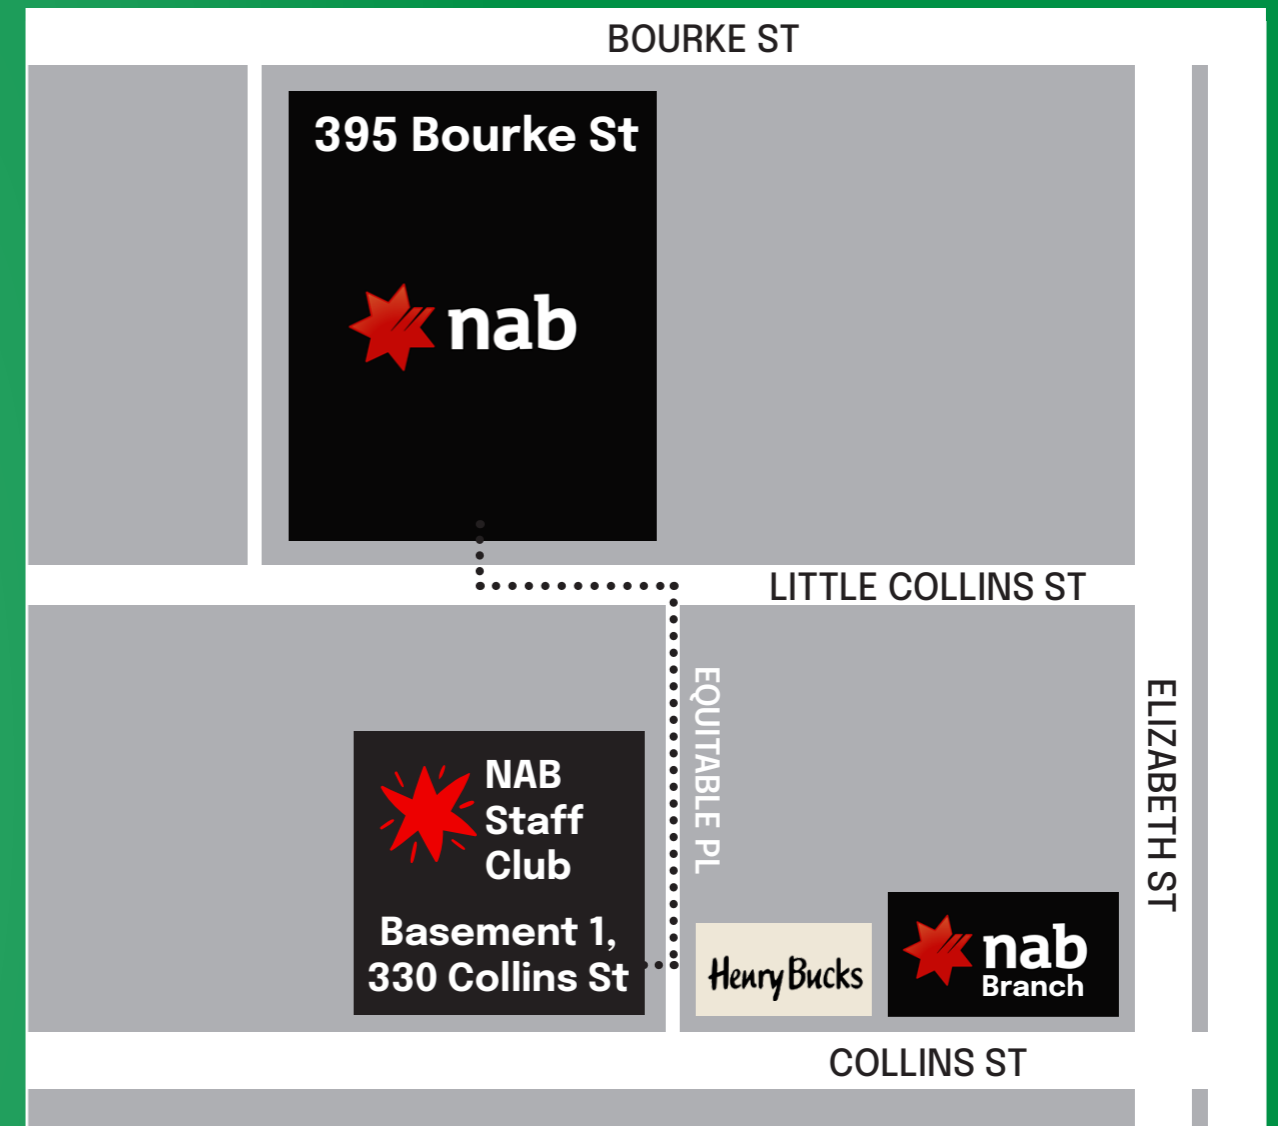 BOURKE ST
395 Bourke St
nab
LITTLE COLLINS ST
EQUITABLE PL
ELIZABETH ST
NAB
Staff
Club
Basement 1,
330 Collins St
Henry Bucks
nab
Branch
COLLINS ST